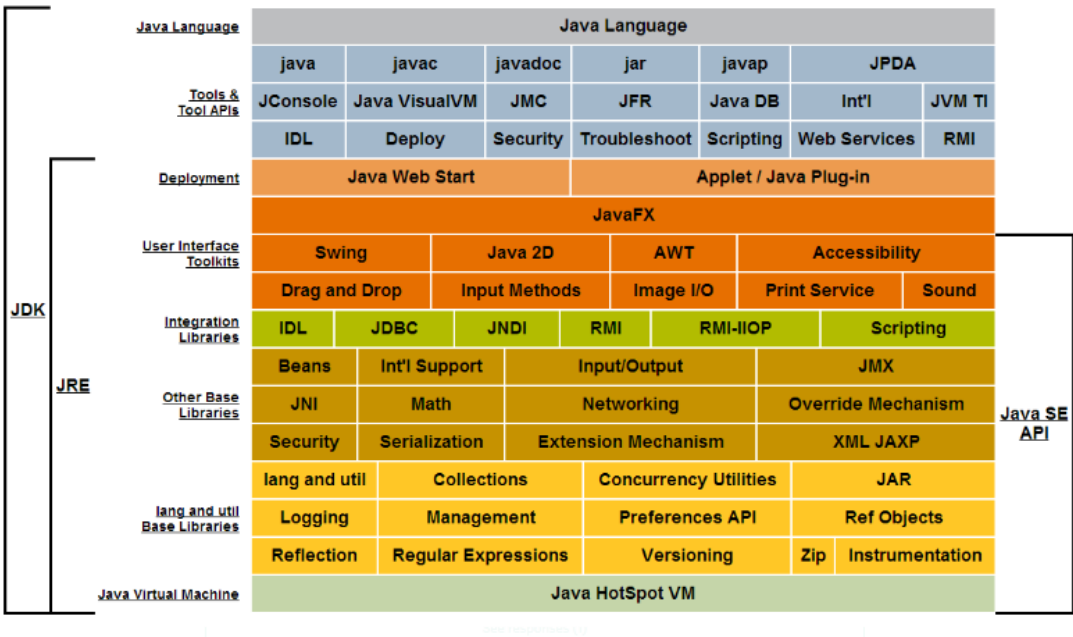 Java Language Java Language
java javac javadoc jar javap JPDA
Tools &
Tool APIs
JConsole Java VisualVM JMC JFR Java DB Int'l JVM TI
IDL Deploy Security Troubleshoot Scripting Web Services RMI
Deployment Java Web Start Applet / Java Plug-in
JavaFX
User Interface
Toolkits
Swing Java 2D AWT Accessibility
Drag and Drop Input Methods Image I/O Print Service Sound
JDK
Integration
Libraries
IDL JDBC JNDI RMI RMI-IIOP Scripting
Beans Int'l Support Input/Output JMX
JRE
Other Base
Libraries
JNI Math Networking Override Mechanism
Java SE
API
Security Serialization Extension Mechanism XML JAXP
lang and util Collections Concurrency Utilities JAR
lang and util
Base Libraries
Logging Management Preferences API Ref Objects
Reflection Regular Expressions Versioning Zip Instrumentation
Java Virtual Machine Java HotSpot VM